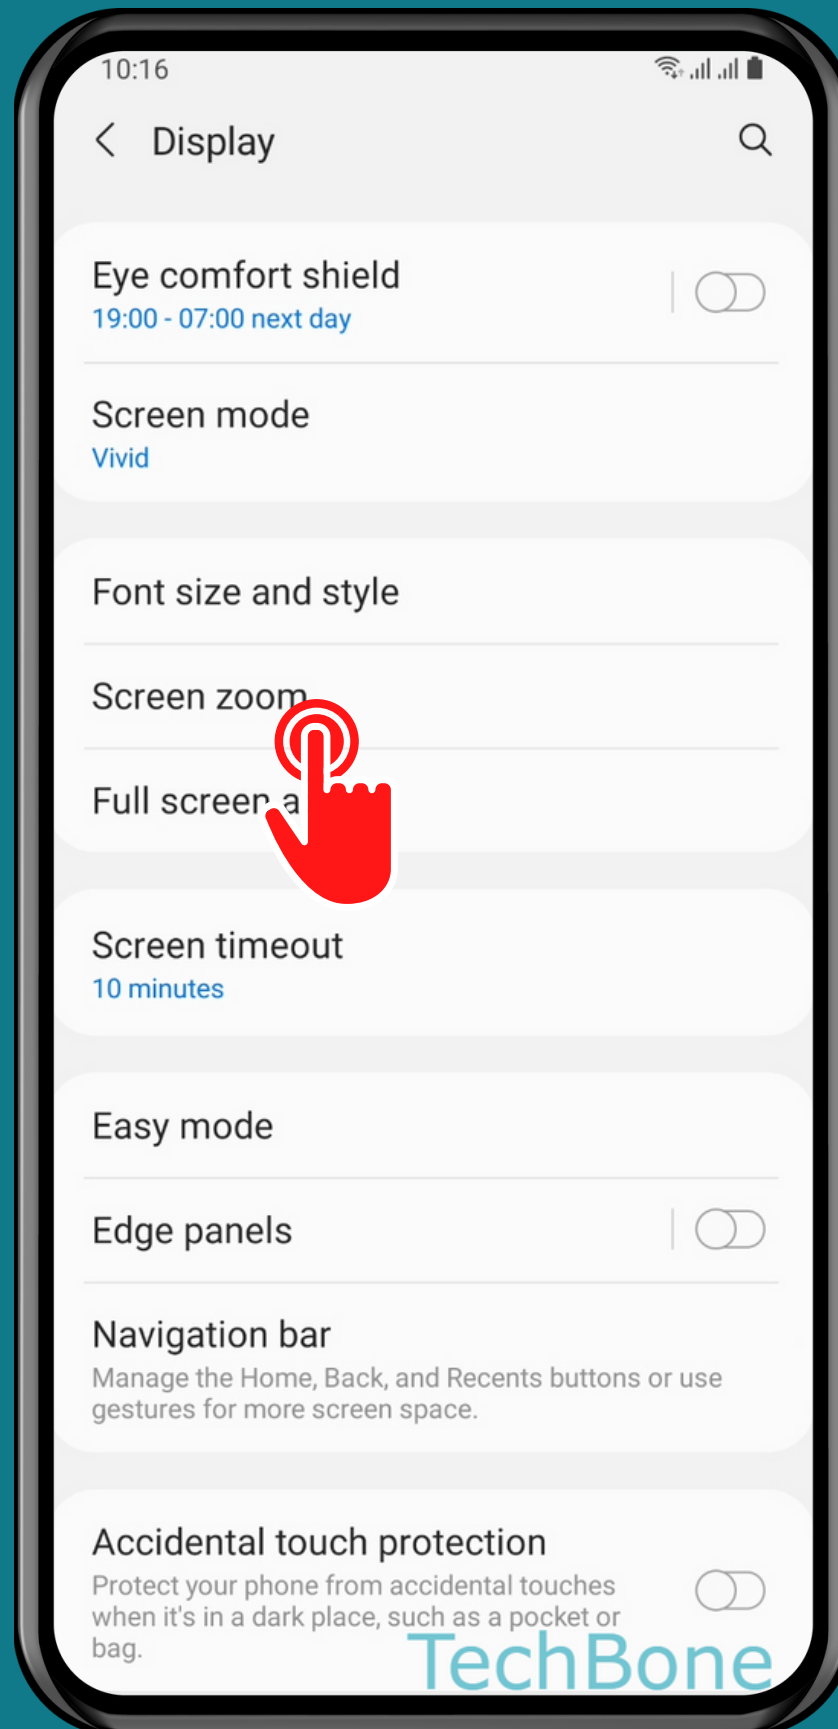 10:16
Display
Eye comfort shield
19:00 - 07:00 next day
Screen mode
Vivid
Font size and style
Screen zoom
Full screen a
Screen timeout
10 minutes
Easy mode
Edge panels
Navigation bar
Manage the Home, Back, and Recents buttons or use
gestures for more screen space.
Accidental touch protection
Protect your phone from accidental touches
when it's in a dark place, such as a pocket or
bag.
TechBone